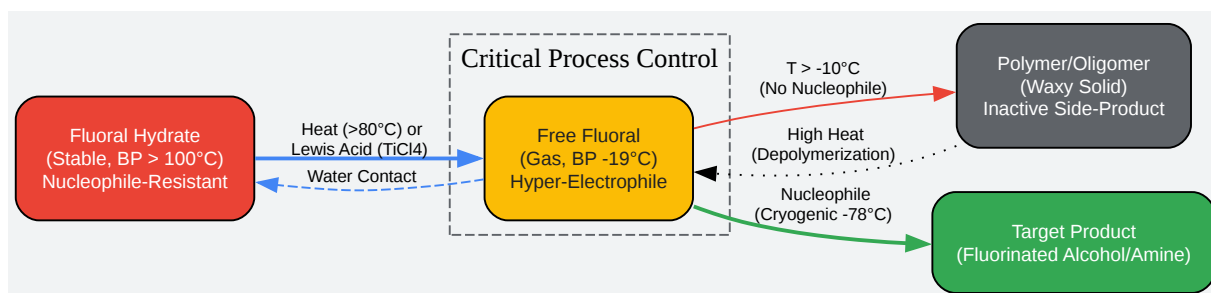 Critical Process Control
Fluoral Hydrate
(Stable, BP > 100°C)
Nucleophile-Resistant
Heat (>80°C) or
Lewis Acid (TiCl4)
Water Contact
Free Fluoral
(Gas, BP -19°C)
Hyper-Electrophile
T > -10°C
(No Nucleophile)
High Heat
(Depolymerization)
Nucleophile
(Cryogenic -78°C)
Polymer/Oligomer
(Waxy Solid)
Inactive Side-Product
Target Product
(Fluorinated Alcohol/Amine)